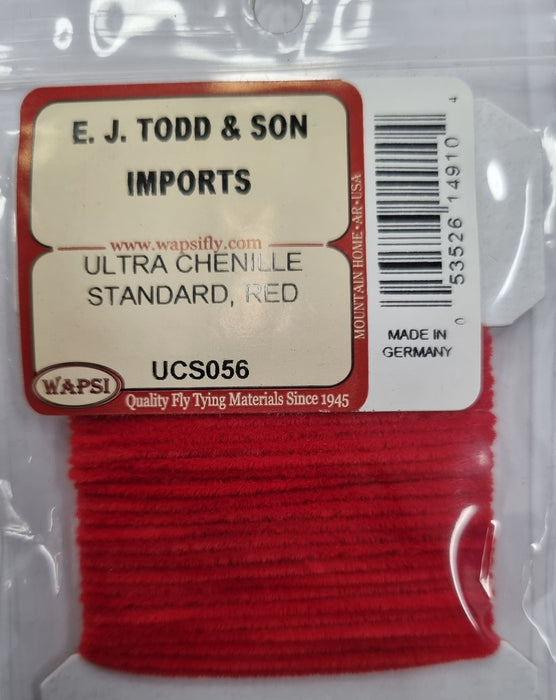 E. J. TODD & SON
IMPORTS
www.wapsifly.com
ULTRA CHENILLE
STANDARD, RED
UCS056
WAPSI
Quality Fly Tying Materials Since 1945
MOUNTAIN HOME • AR • USA
0 53526 14910 4
MADE IN
GERMANY